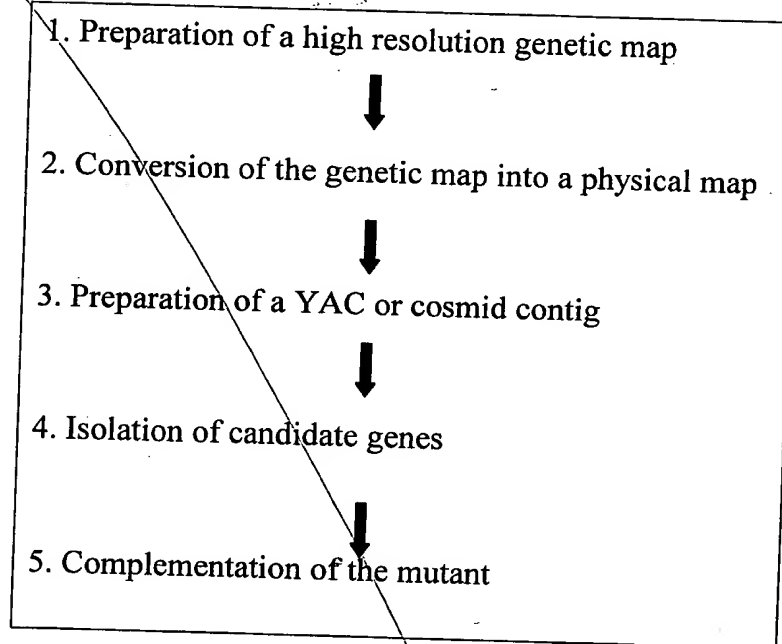 1. Preparation of a high resolution genetic map
2. Conversion of the genetic map into a physical map
3. Preparation of a YAC or cosmid contig
4. Isolation of candidate genes
5. Complementation of the mutant